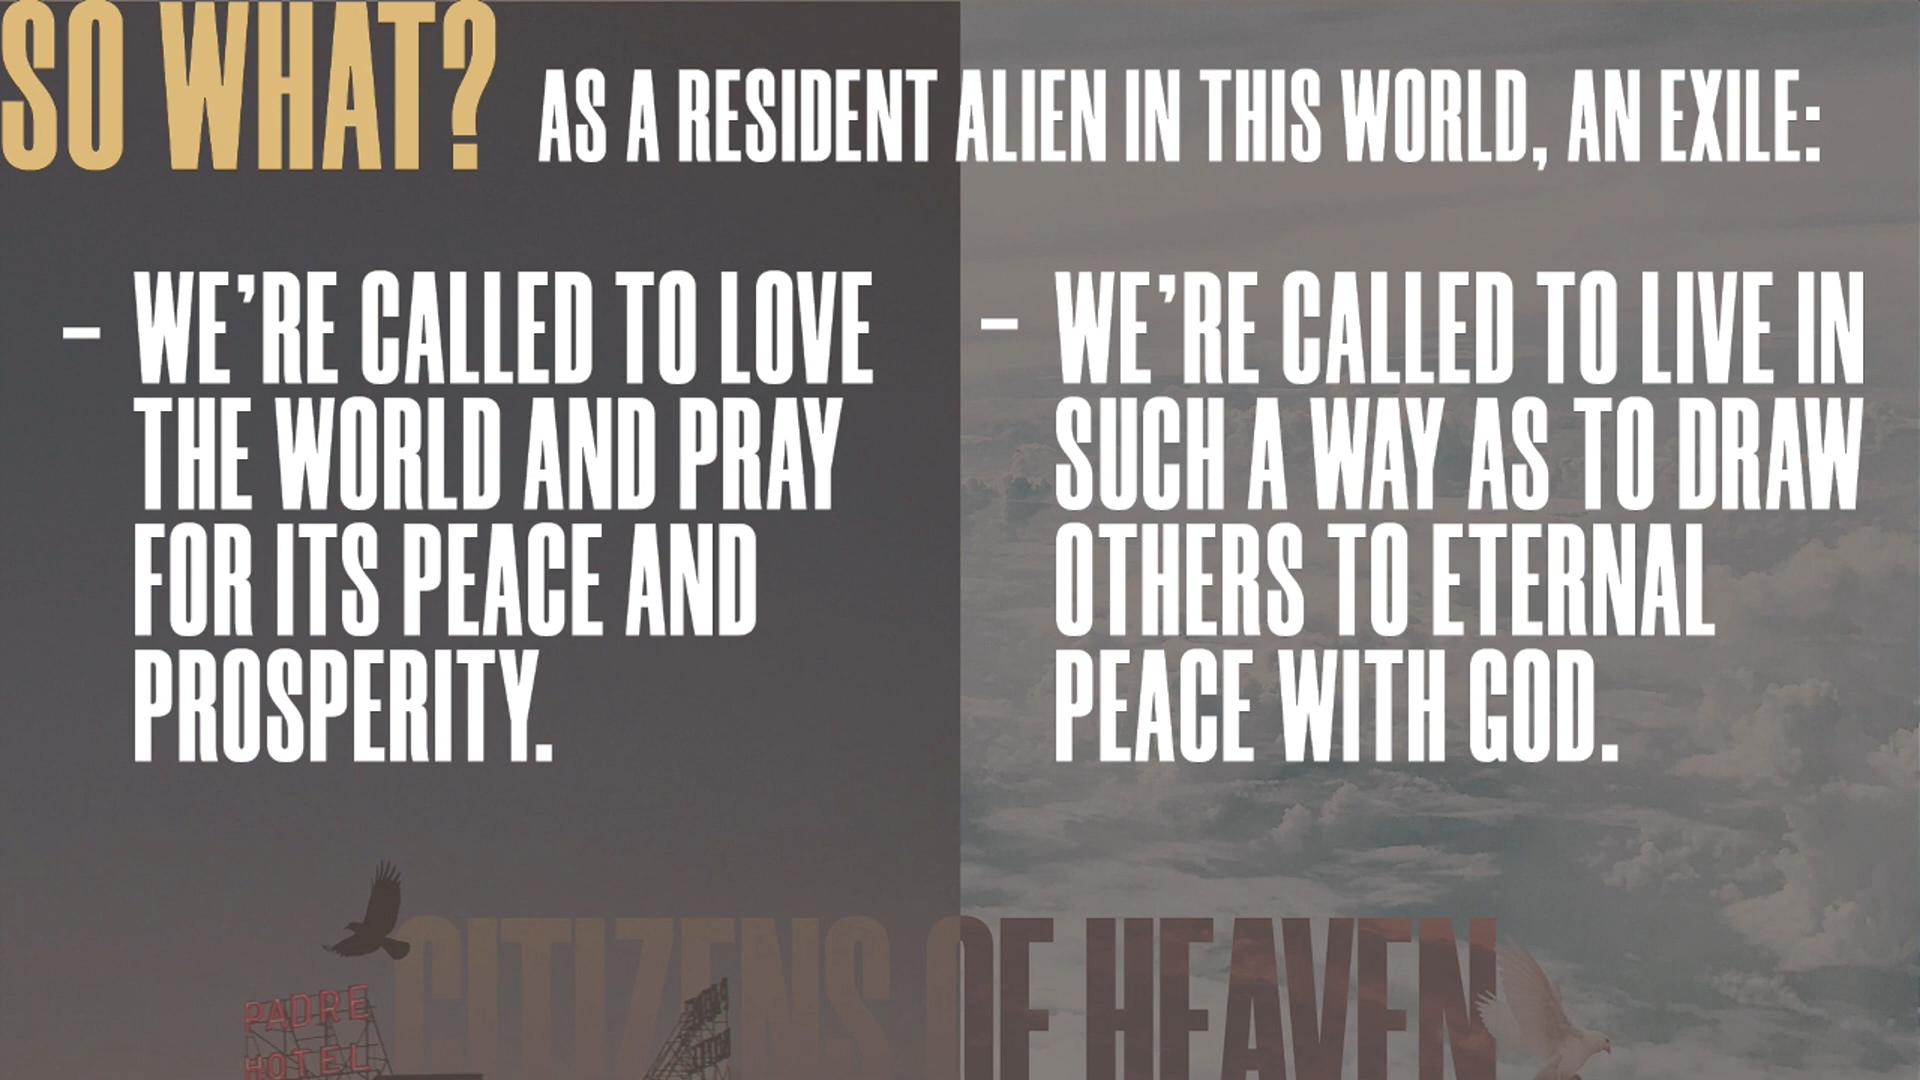 SO WHAT? AS A RESIDENT ALIEN IN THIS WORLD, AN EXILE:
– WE’RE CALLED TO LOVE
THE WORLD AND PRAY
FOR ITS PEACE AND
PROSPERITY.
– WE’RE CALLED TO LIVE IN
SUCH A WAY AS TO DRAW
OTHERS TO ETERNAL
PEACE WITH GOD.
CITIZENS OF HEAVEN
PADRE
HOTEL